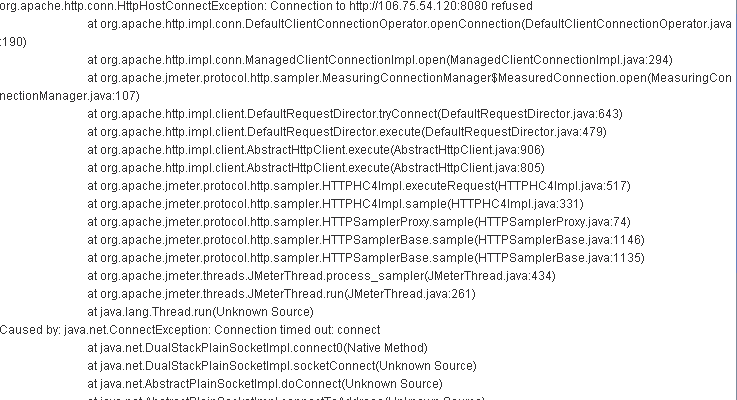 org.apache.http.conn.HttpHostConnectException: Connection to http://106.75.54.120:8080 refused
at org.apache.http.impl.conn.DefaultClientConnectionOperator.openConnection(DefaultClientConnectionOperator.java
:190)
at org.apache.http.impl.conn.ManagedClientConnectionImpl.open(ManagedClientConnectionImpl.java:294)
at org.apache.jmeter.protocol.http.sampler.MeasuringConnectionManager$MeasuredConnection.open(MeasuringCon
nectionManager.java:107)
at org.apache.http.impl.client.DefaultRequestDirector.tryConnect(DefaultRequestDirector.java:643)
at org.apache.http.impl.client.DefaultRequestDirector.execute(DefaultRequestDirector.java:479)
at org.apache.http.impl.client.AbstractHttpClient.execute(AbstractHttpClient.java:906)
at org.apache.http.impl.client.AbstractHttpClient.execute(AbstractHttpClient.java:805)
at org.apache.jmeter.protocol.http.sampler.HTTPHC4Impl.executeRequest(HTTPHC4Impl.java:517)
at org.apache.jmeter.protocol.http.sampler.HTTPHC4Impl.sample(HTTPHC4Impl.java:331)
at org.apache.jmeter.protocol.http.sampler.HTTPSamplerProxy.sample(HTTPSamplerProxy.java:74)
at org.apache.jmeter.protocol.http.sampler.HTTPSamplerBase.sample(HTTPSamplerBase.java:1146)
at org.apache.jmeter.protocol.http.sampler.HTTPSamplerBase.sample(HTTPSamplerBase.java:1135)
at org.apache.jmeter.threads.JMeterThread.process_sampler(JMeterThread.java:434)
at org.apache.jmeter.threads.JMeterThread.run(JMeterThread.java:261)
at java.lang.Thread.run(Unknown Source)
Caused by: java.net.ConnectException: Connection timed out: connect
at java.net.DualStackPlainSocketImpl.connect0(Native Method)
at java.net.DualStackPlainSocketImpl.socketConnect(Unknown Source)
at java.net.AbstractPlainSocketImpl.doConnect(Unknown Source)
at java.net.AbstractPlainSocketImpl.connectToAddress(Unknown Source)